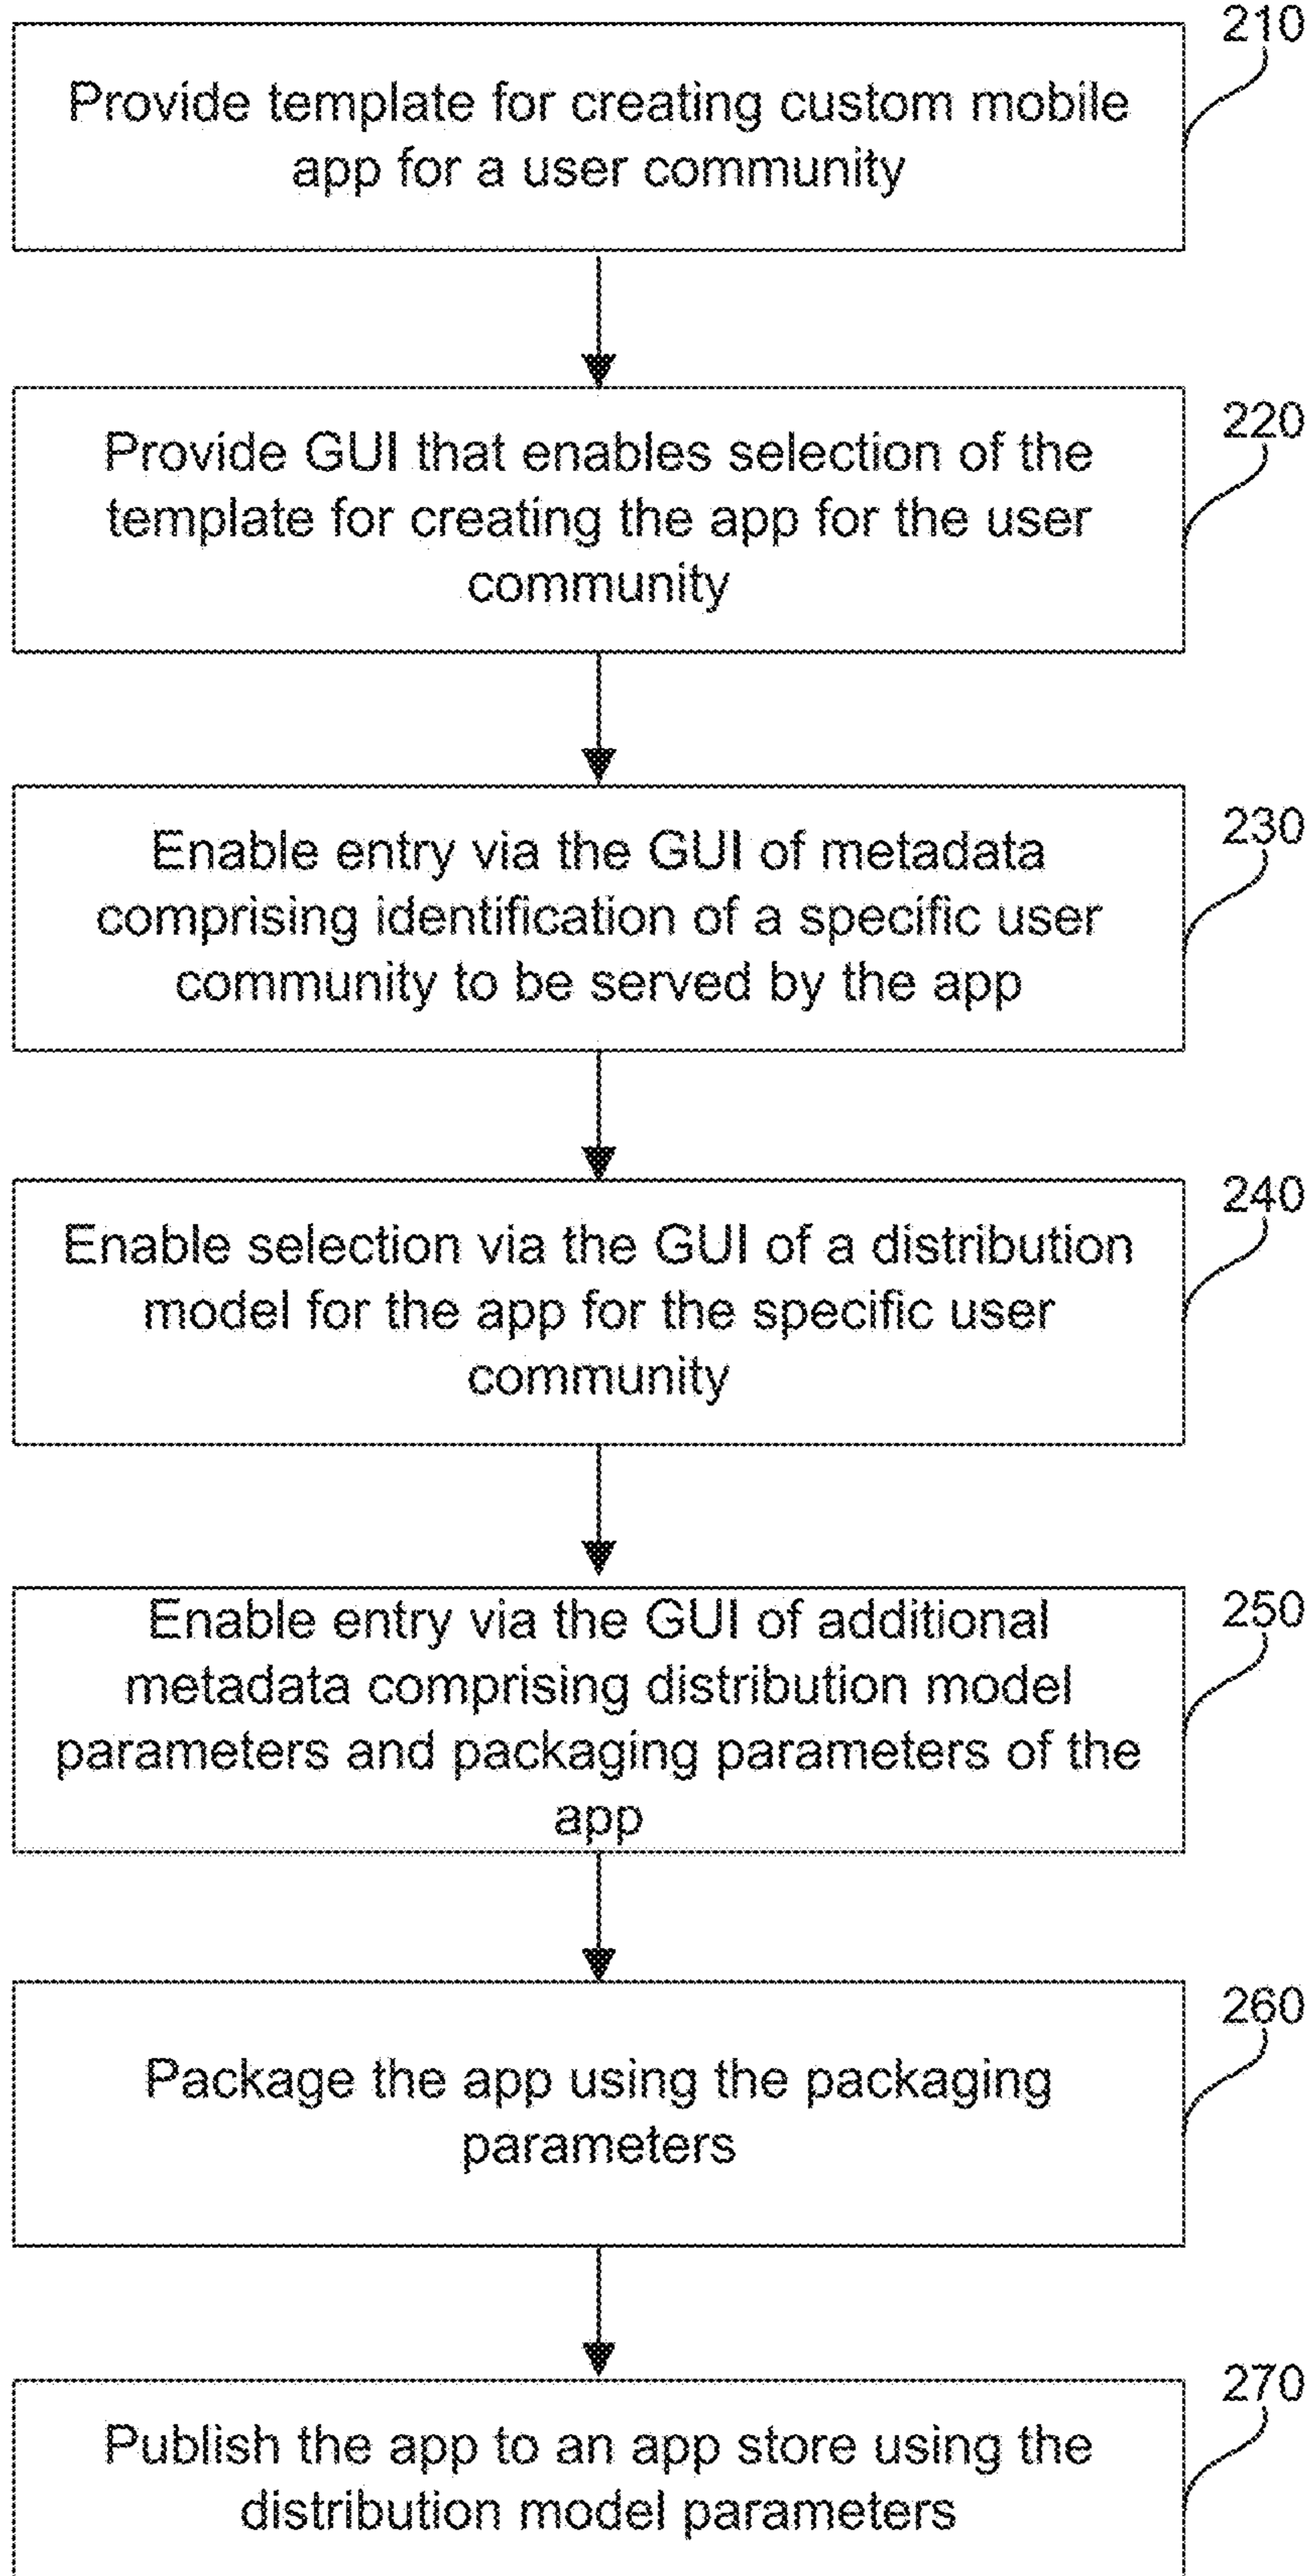 210
Provide template for creating custom mobile
app for a user community
220
Provide GUI that enables selection of the
template for creating the app for the user
community
230
Enable entry via the GUI of metadata
comprising identification of a specific user
community to be served by the app
240
Enable selection via the GUI of a distribution
model for the app for the specific user
community
250
Enable entry via the GUI of additional
metadata comprising distribution model
parameters and packaging parameters of the
app
260
Package the app using the packaging
parameters
270
Publish the app to an app store using the
distribution model parameters